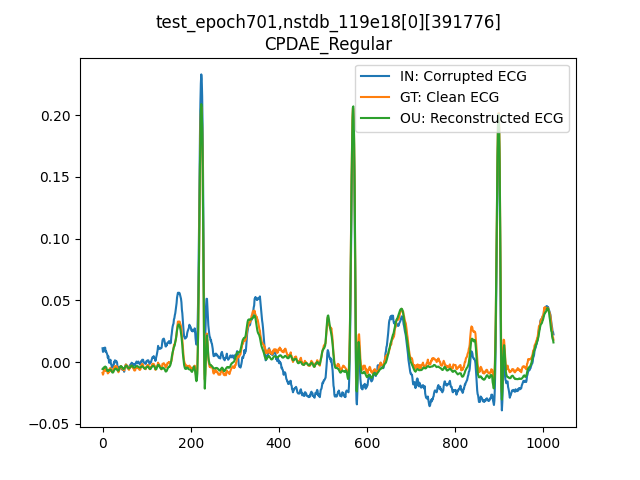 test_epoch701,nstdb_119e18[0][391776]
CPDAE_Regular
IN: Corrupted ECG
GT: Clean ECG
OU: Reconstructed ECG
0.20
0.15
0.10
0.05
0.00
−0.05
0 200 400 600 800 1000